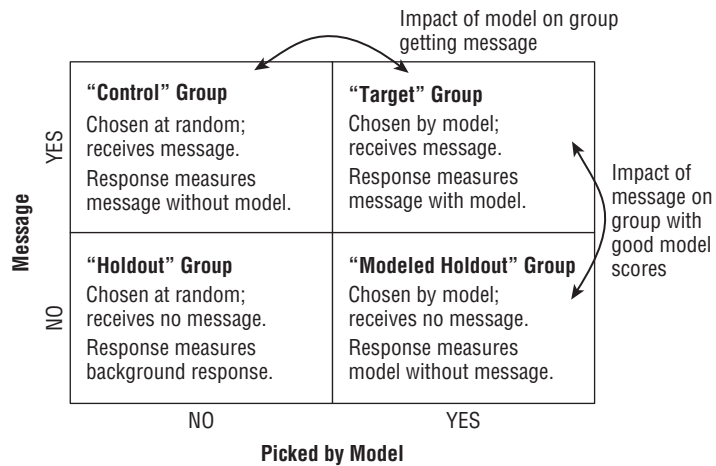 Impact of model on group
getting message
“Control” Group
Chosen at random;
receives message.
Response measures
message without model.
“Target” Group
Chosen by model;
receives message.
Response measures
message with model.
Impact of
message on
group with
good model
scores
YES
Message
NO
“Holdout” Group
Chosen at random;
receives no message.
Response measures
background response.
“Modeled Holdout” Group
Chosen by model;
receives no message.
Response measures
model without message.
NO
YES
Picked by Model